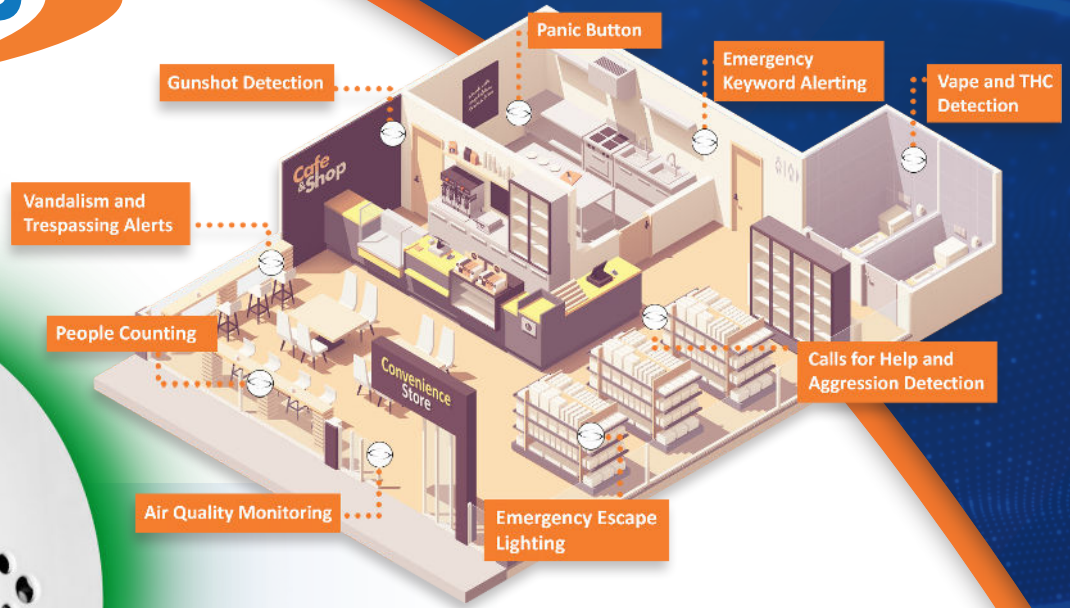 Panic Button
Gunshot Detection
Emergency
Keyword Alerting
Vape and THC
Detection
Cafe
& Shop
Vandalism and
Trespassing Alerts
People Counting
Convenience
Store
Calls for Help and
Aggression Detection
Air Quality Monitoring
Emergency Escape
Lighting